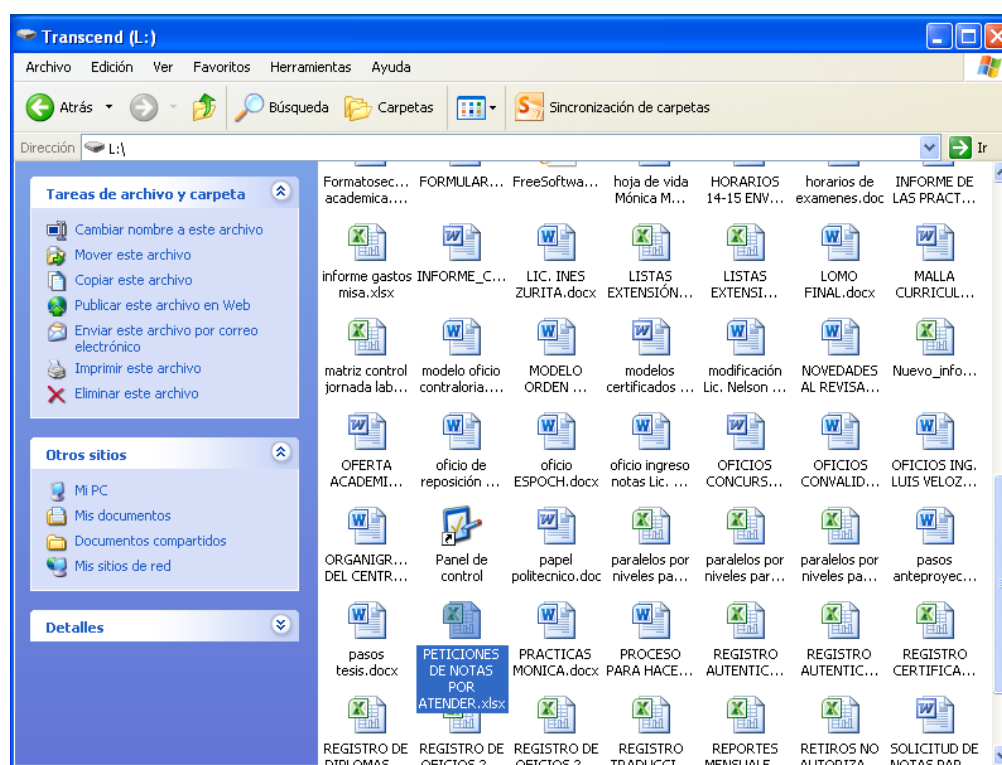 Transcend (L:)
Archivo Edición Ver Favoritos Herramientas Ayuda
Atrás Búsqueda Carpetas Sincronización de carpetas
Dirección L:\ Ir
Tareas de archivo y carpeta
Cambiar nombre a este archivo
Mover este archivo
Copiar este archivo
Publicar este archivo en Web
Enviar este archivo por correo
electrónico
Imprimir este archivo
Eliminar este archivo
Otros sitios
Mi PC
Mis documentos
Documentos compartidos
Mis sitios de red
Detalles
Formatosec... FORMULAR... FreeSoftwa... hoja de vida HORARIOS horarios de INFORME DE
academica.... Mónica M... 14-15 ENV... examenes.doc LAS PRACT...
informe gastos INFORME_C... LIC. INES LISTAS LISTAS LOMO MALLA
misa.xlsx ZURITA.docx EXTENSIÓN... EXTENSI... FINAL.docx CURRICUL...
matriz control modelo oficio MODELO modelos modificación NOVEDADES Nuevo_info...
jornada lab... contraloria.... ORDEN ... certificados ... Lic. Nelson ... AL REVISA...
OFERTA oficio de oficio oficio ingreso OFICIOS OFICIOS OFICIOS ING.
ACADEMI... reposición ... ESPOCH.docx notas Lic. ... CONCURS... CONVALID... LUIS VELOZ...
ORGANIGR... Panel de papel paralelos por paralelos por paralelos por pasos
DEL CENTR... control politecnico.doc niveles pa... niveles par... niveles pa... anteproyec...
pasos PETICIONES PRACTICAS PROCESO REGISTRO REGISTRO REGISTRO
tesis.docx DE NOTAS MONICA.docx PARA HACE... AUTENTIC... AUTENTIC... CERTIFICA...
POR
ATENDER.xlsx
REGISTRO DE REGISTRO DE REGISTRO DE REGISTRO REPORTES RETIROS NO SOLICITUD DE
DIPLOMAS OFICIOS 2 OFICIOS 2 TRADUCCI MENSUALE AUTORIZA NOTAS PAR